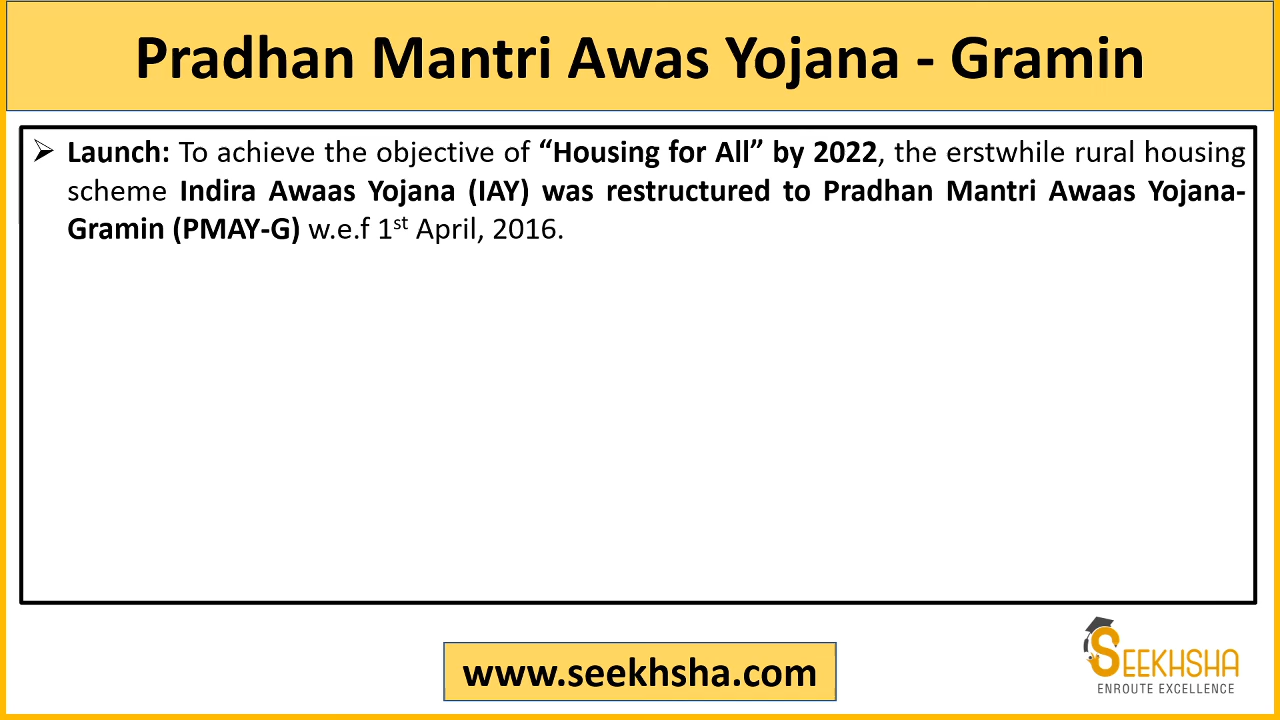 Pradhan Mantri Awas Yojana - Gramin
➢ Launch: To achieve the objective of “Housing for All” by 2022, the erstwhile rural housing
scheme Indira Awaas Yojana (IAY) was restructured to Pradhan Mantri Awaas Yojana-
Gramin (PMAY-G) w.e.f 1st April, 2016.
www.seekhsha.com
SEEKHSHA
ENROUTE EXCELLENCE